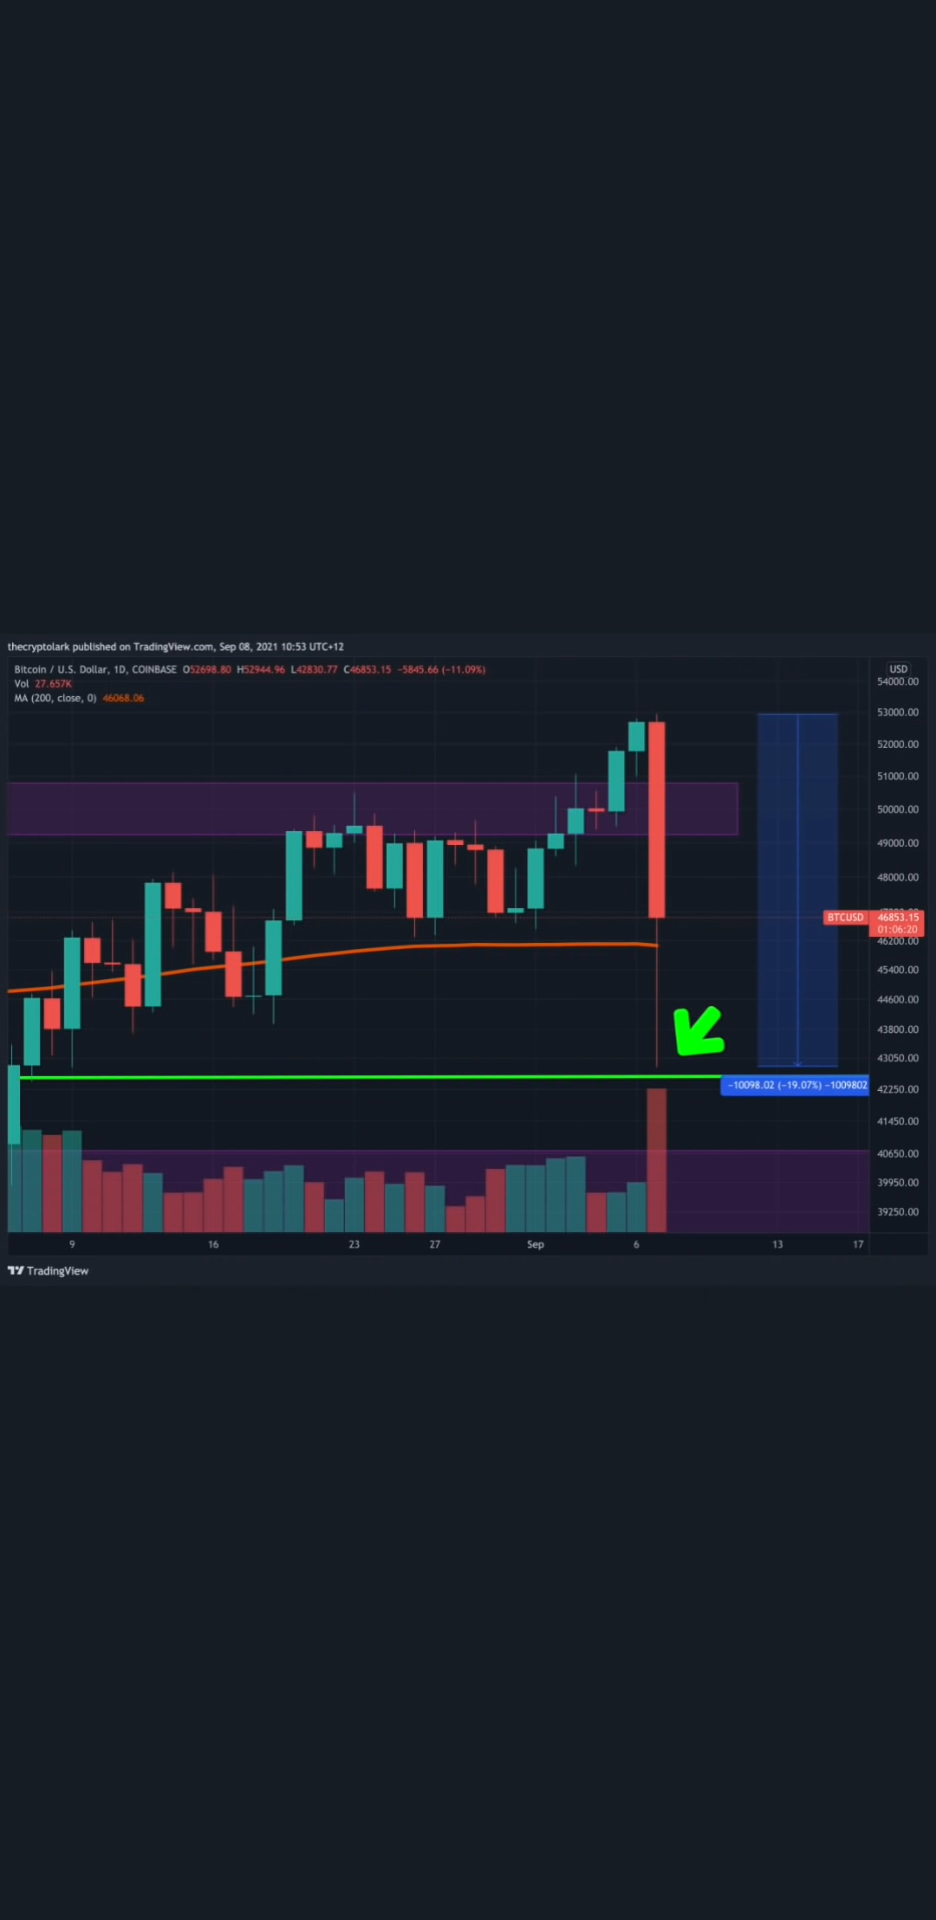 thecryptolark published on TradingView.com, Sep 08, 2021 10:53 UTC+12
Bitcoin / U.S. Dollar, 1D, COINBASE O52698.80 H52944.96 L42830.77 C46853.15 −5845.66 (−11.09%)
Vol 27.657K
MA (200, close, 0) 46068.06
USD
54000.00
53000.00
52000.00
51000.00
50000.00
49000.00
48000.00
BTCUSD 46853.15
01:06:20
46200.00
45400.00
44600.00
43800.00
43050.00
−10098.02 (−19.07%) −1009802
42250.00
41450.00
40650.00
39950.00
39250.00
9 16 23 27 Sep 6 13 17
TradingView